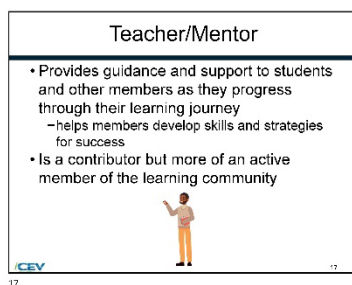 Teacher/Mentor
• Provides guidance and support to students
and other members as they progress
through their learning journey
–helps members develop skills and strategies
for success
• Is a contributor but more of an active
member of the learning community
iCEV
17
17